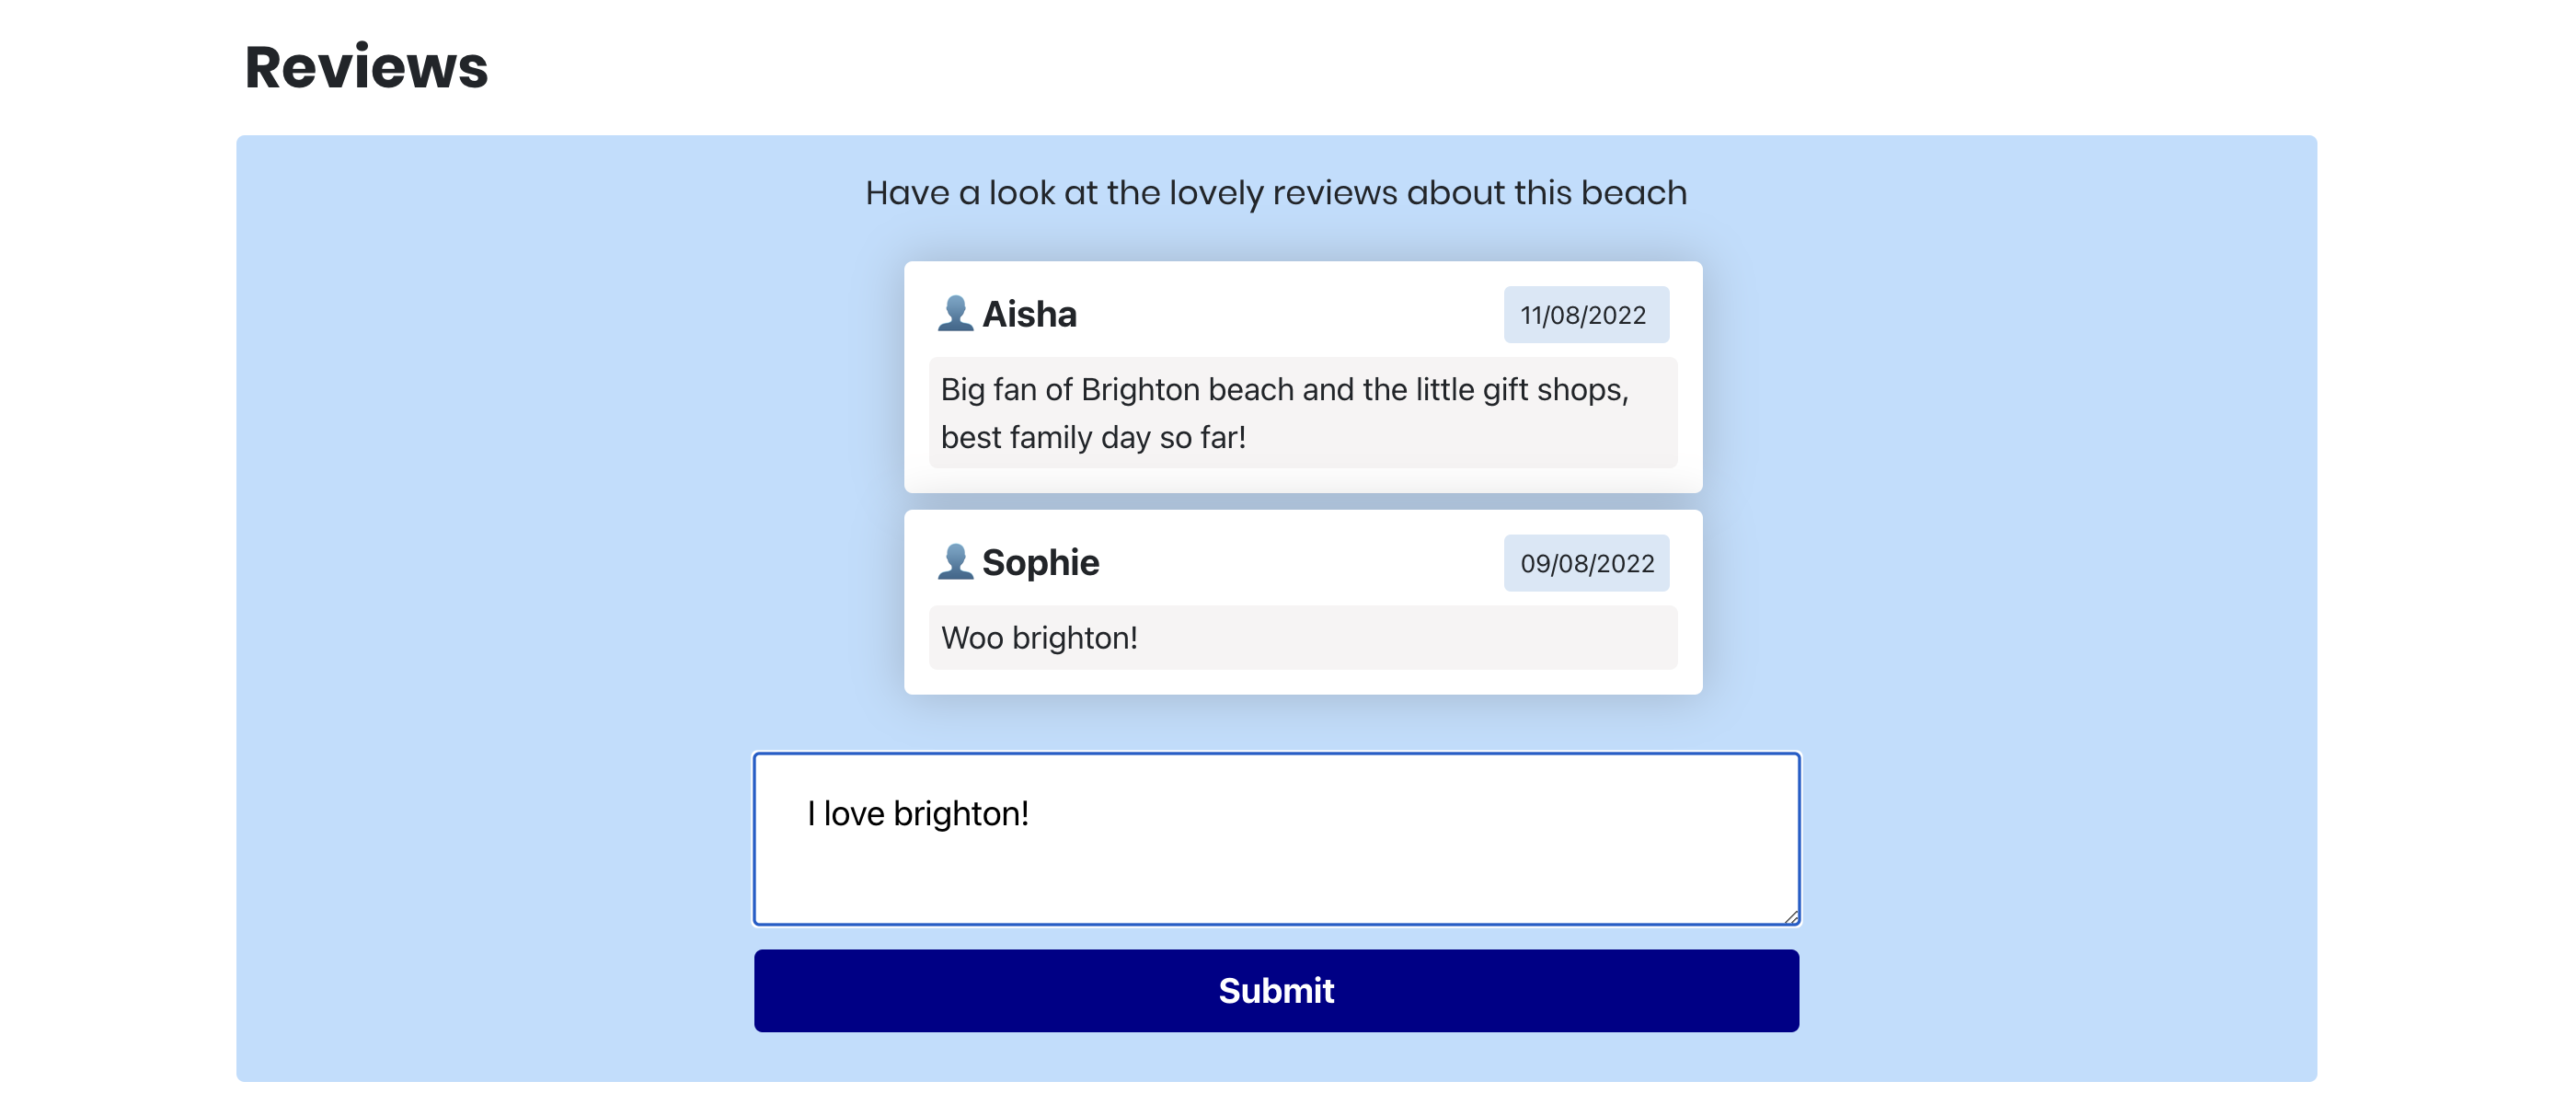 Reviews
Have a look at the lovely reviews about this beach
Aisha
11/08/2022
Big fan of Brighton beach and the little gift shops,
best family day so far!
Sophie
09/08/2022
Woo brighton!
I love brighton!
Submit